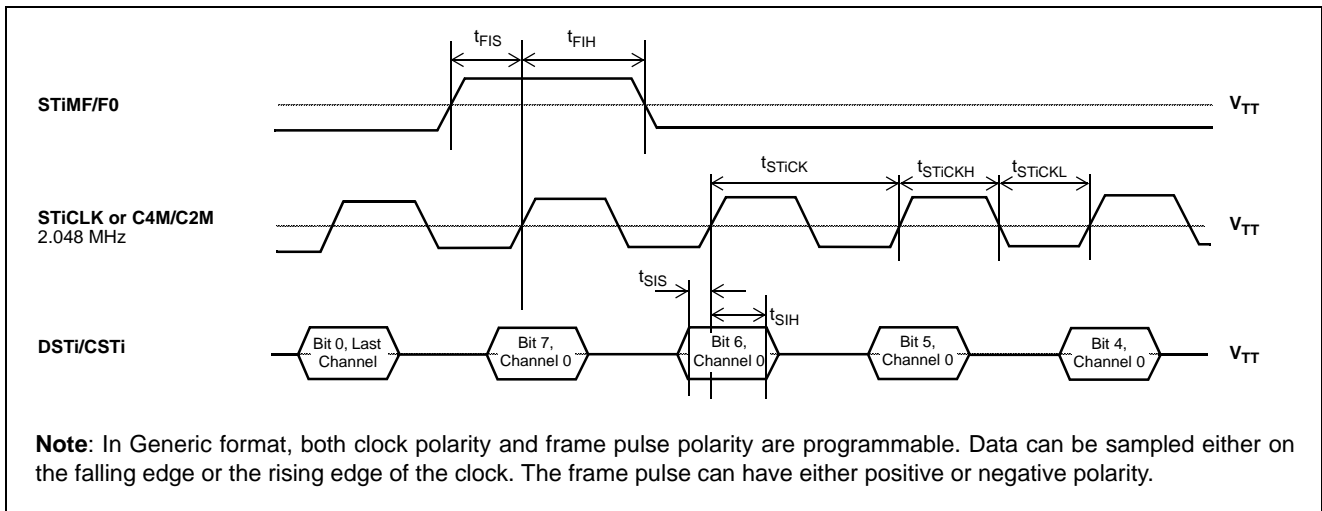 tFIS tFIH
STiMF/F0 VTT
tSTiCK tSTiCKH tSTiCKL
STiCLK or C4M/C2M VTT
2.048 MHz
tSIS
tSIH
DSTi/CSTi Bit 0, Last Channel Bit 7, Channel 0 Bit 6, Channel 0 Bit 5, Channel 0 Bit 4, Channel 0 VTT
Note: In Generic format, both clock polarity and frame pulse polarity are programmable. Data can be sampled either on
the falling edge or the rising edge of the clock. The frame pulse can have either positive or negative polarity.